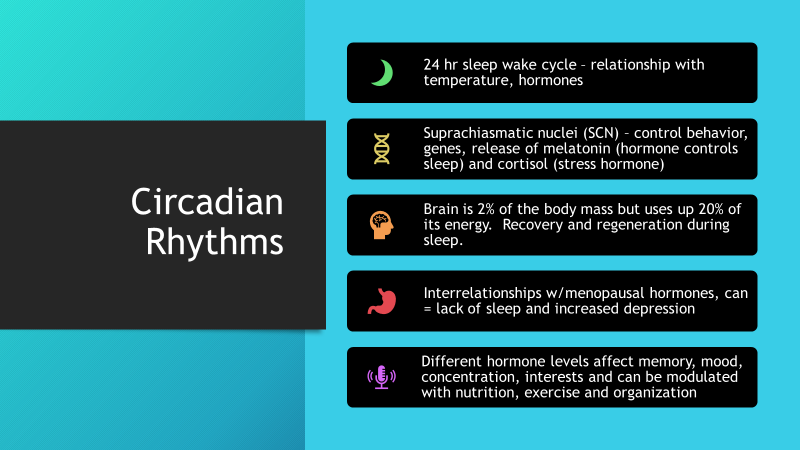 Circadian
Rhythms
24 hr sleep wake cycle – relationship with
temperature, hormones
Suprachiasmatic nuclei (SCN) – control behavior,
genes, release of melatonin (hormone controls
sleep) and cortisol (stress hormone)
Brain is 2% of the body mass but uses up 20% of
its energy.  Recovery and regeneration during
sleep.
Interrelationships w/menopausal hormones, can
= lack of sleep and increased depression
Different hormone levels affect memory, mood,
concentration, interests and can be modulated
with nutrition, exercise and organization